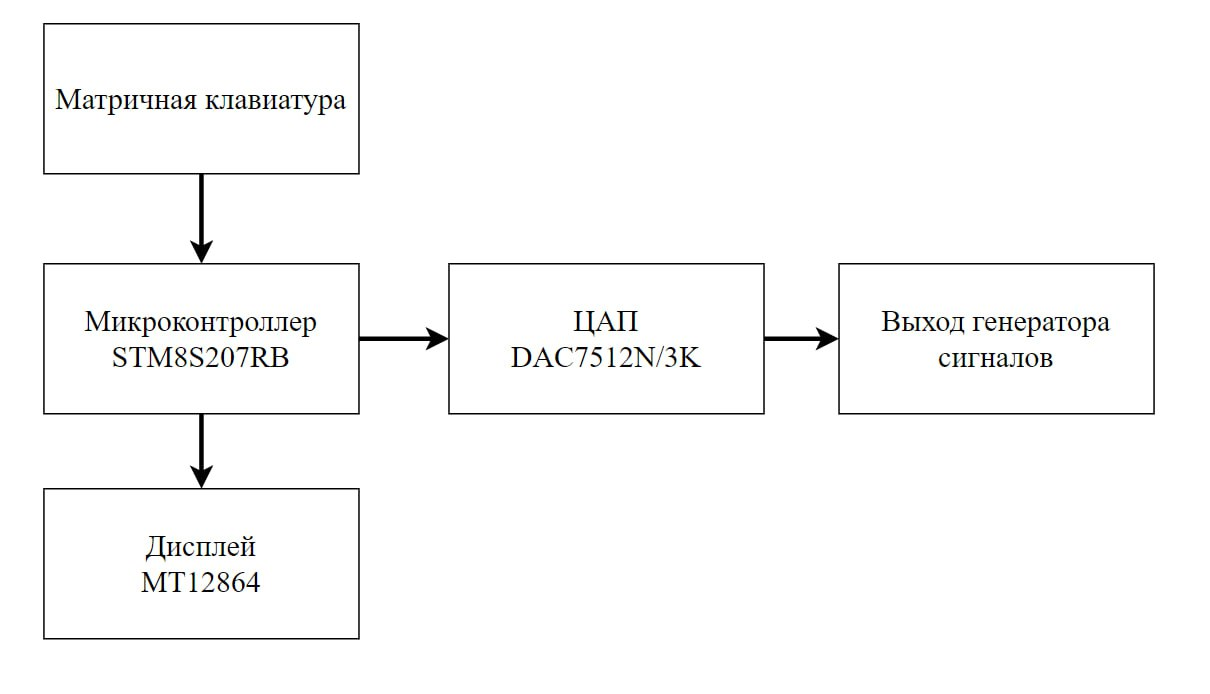 Матричная клавиатура
Микроконтроллер
STM8S207RB
ЦАП
DAC7512N/3K
Выход генератора
сигналов
Дисплей
MT12864